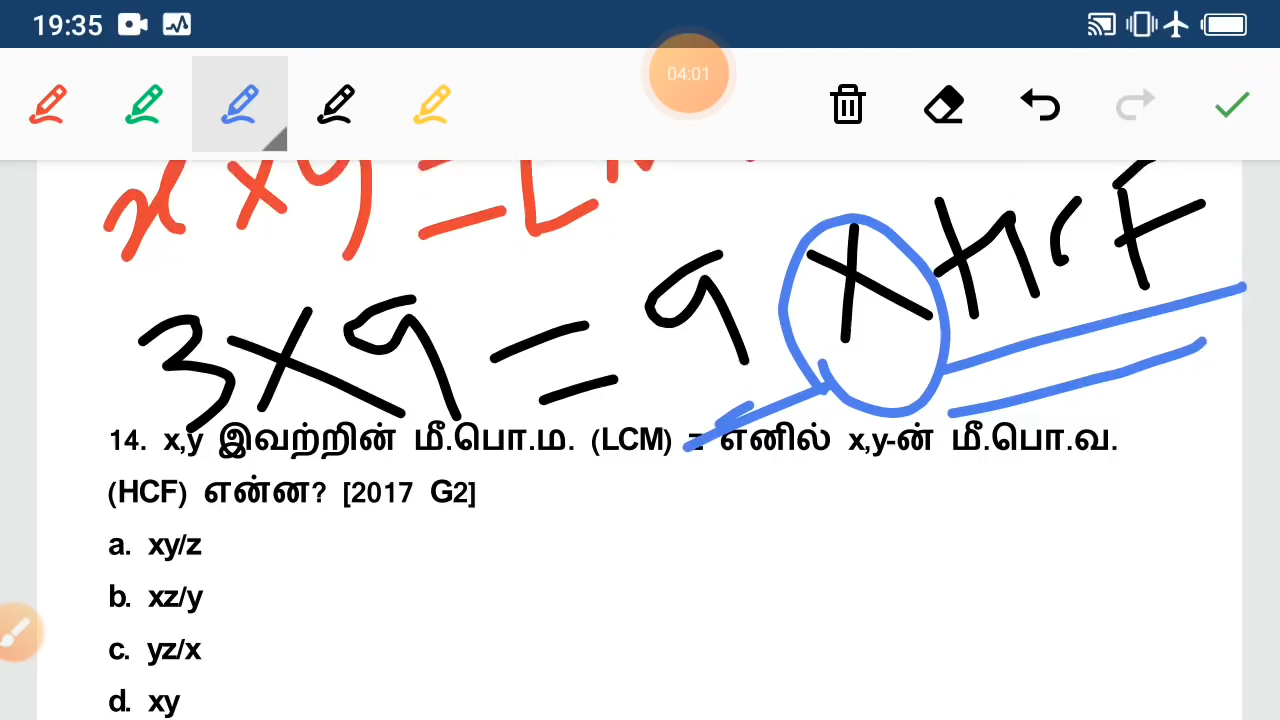 19:35
04:01
x x y = L
3 x 9 = 9 x HCF
14. x,y இவற்றின் மீ.பொ.ம. (LCM) z எனில் x,y-ன் மீ.பொ.வ.
(HCF) என்ன? [2017 G2]
a. xy/z
b. xz/y
c. yz/x
d. xy